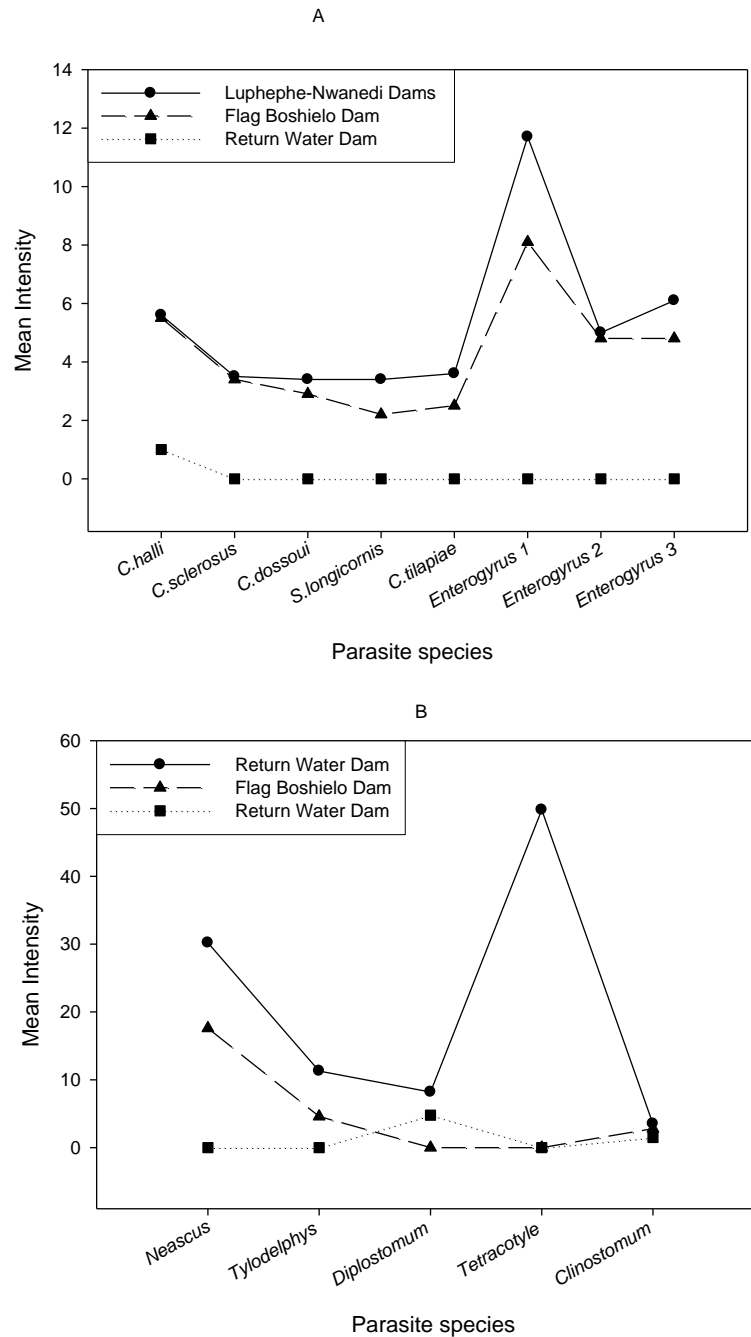 A
14
12
10
8
6
4
2
0
Mean Intensity
Luphephe-Nwanedi Dams
Flag Boshielo Dam
Return Water Dam
C.halli
C.sclerosus
C.dossoui
S.longicornis
C.tilapiae
Enterogyrus 1
Enterogyrus 2
Enterogyrus 3
Parasite species
B
60
50
40
30
20
10
0
Mean Intensity
Return Water Dam
Flag Boshielo Dam
Return Water Dam
Neascus
Tylodelphys
Diplostomum
Tetracotyle
Clinostomum
Parasite species